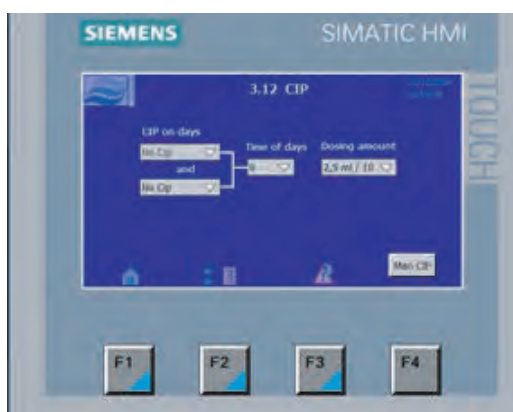 SIEMENS SIMATIC HMI
TOUCH
3.12 CIP
CIP on days
Time of days Dosing amount
No Cip
0
2,5 ml / 10
and
No Cip
Man CIP
F1 F2 F3 F4